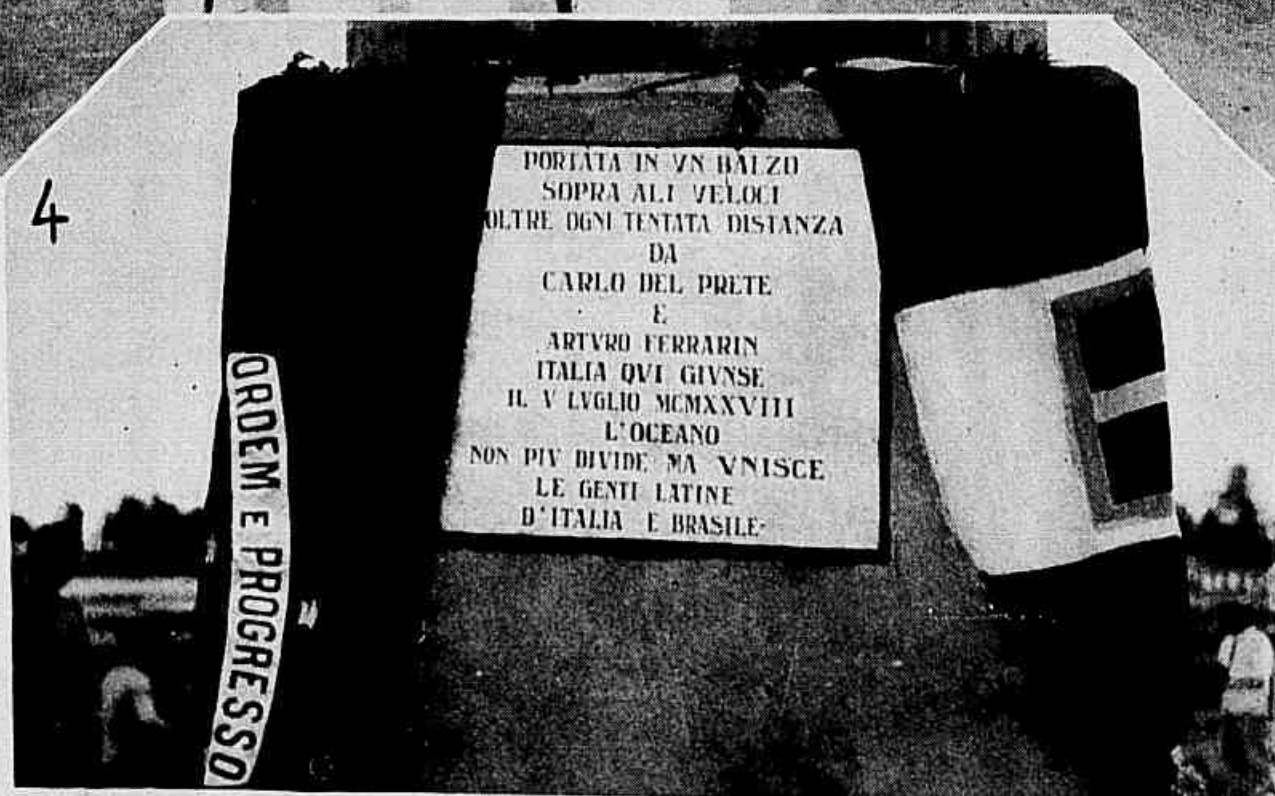 4
PORTATA IN VN BALZO
SOPRA ALI VELOCI
OLTRE OGNI TENTATA DISTANZA
DA
CARLO DEL PRETE
E
ARTVRO FERRARIN
ITALIA QVI GIVNSE
IL V LVGLIO MCMXXVIII
L'OCEANO
NON PIV DIVIDE MA VNISCE
LE GENTI LATINE
D'ITALIA E BRASILE
ORDEM E PROGRESSO